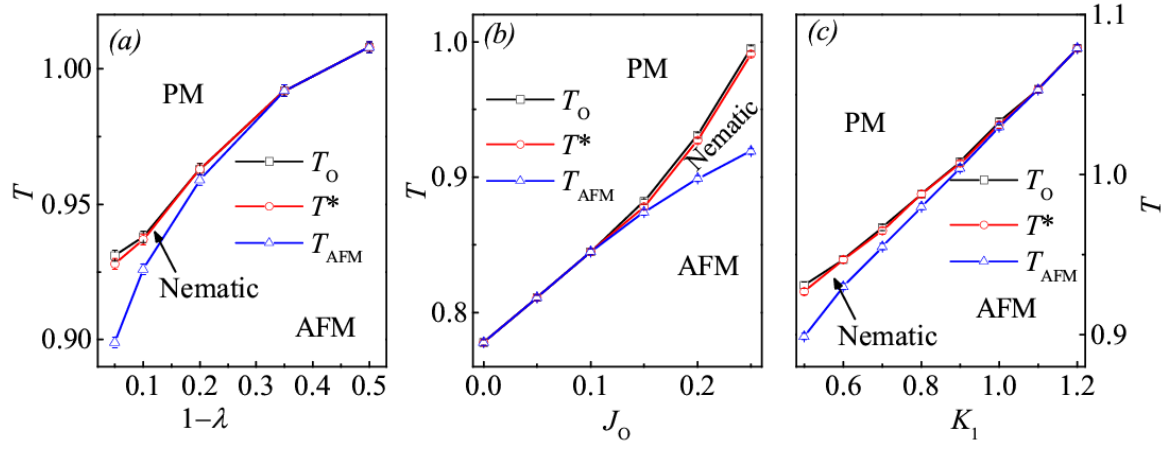 (a)
PM
T_O
T*
T_AFM
Nematic
AFM
T
1.00
0.95
0.90
0.1 0.2 0.3 0.4 0.5
1−λ
(b)
PM
T_O
T*
T_AFM
Nematic
AFM
T
1.0
0.9
0.8
0.0 0.1 0.2
J_O
(c)
PM
T_O
T*
T_AFM
Nematic
AFM
T
1.1
1.0
0.9
0.6 0.8 1.0 1.2
K_1